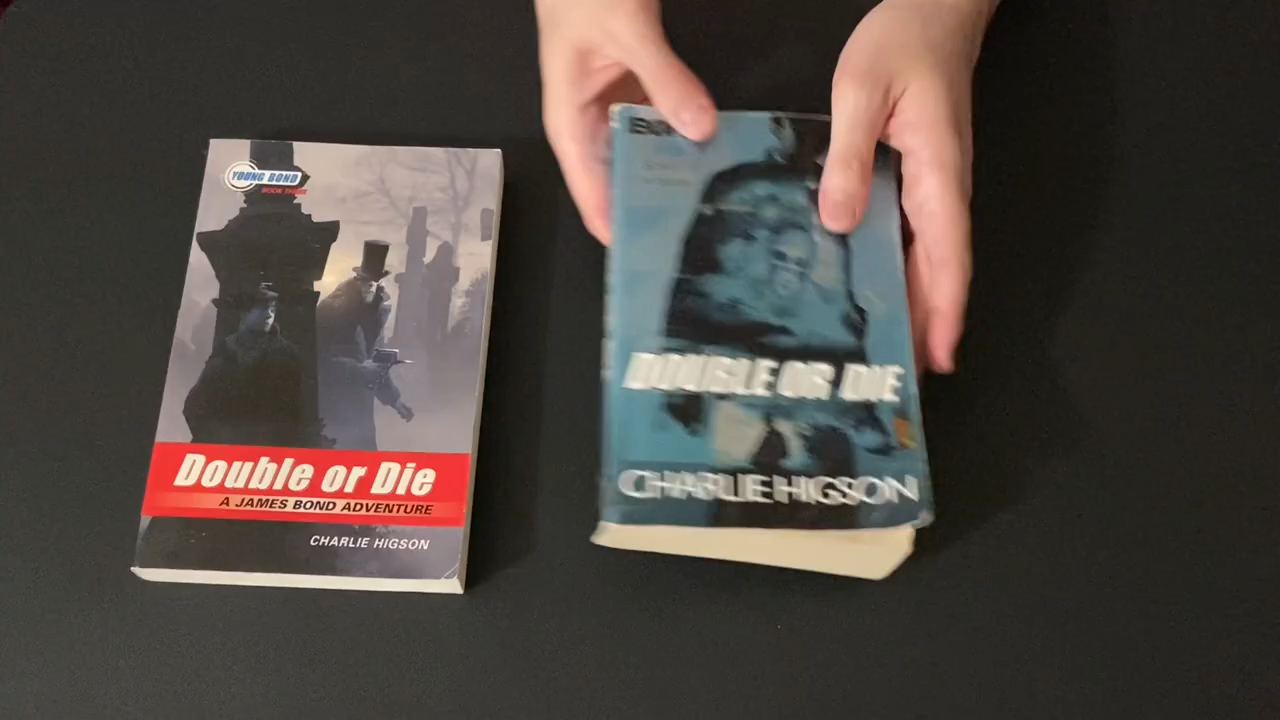 YOUNG BOND
BOOK THREE
Double or Die
A JAMES BOND ADVENTURE
CHARLIE HIGSON
DOUBLE OR DIE
CHARLIE HIGSON